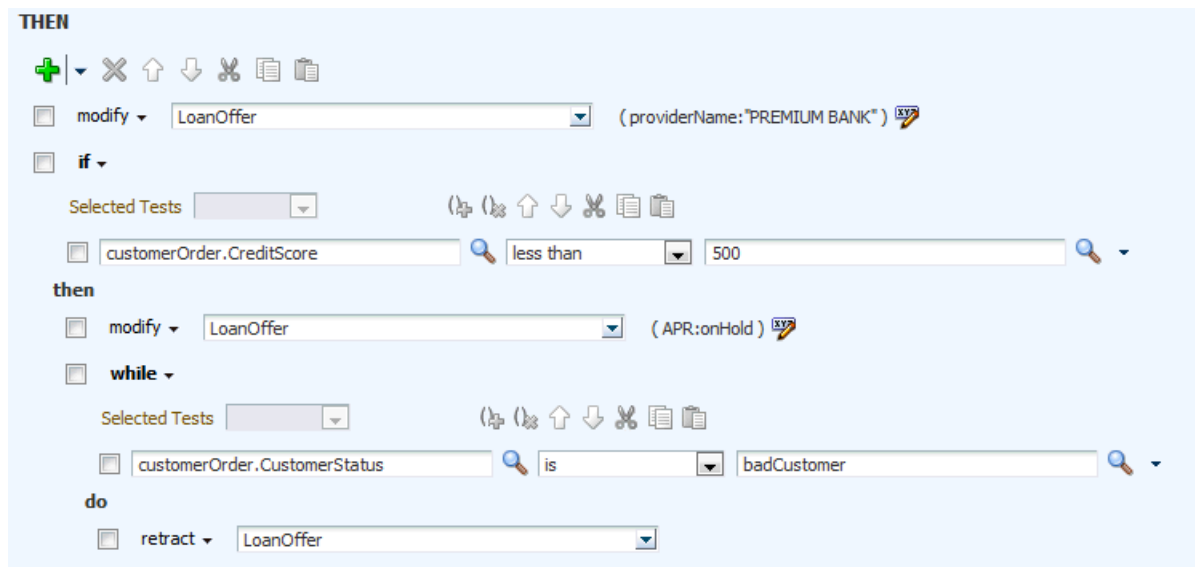 THEN
modify LoanOffer (providerName:"PREMIUM BANK")
if
Selected Tests
customerOrder.CreditScore less than 500
then
modify LoanOffer (APR:onHold)
while
Selected Tests
customerOrder.CustomerStatus is badCustomer
do
retract LoanOffer